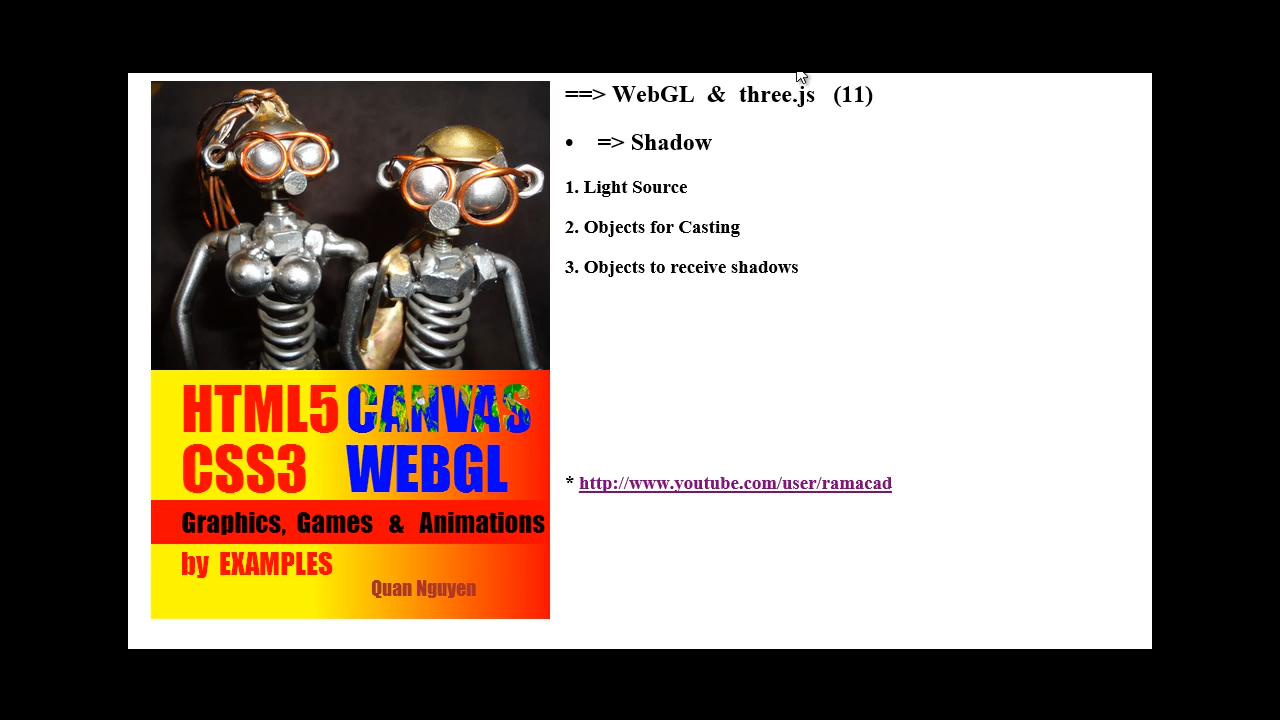 ==> WebGL & three.js (11)
• => Shadow
1. Light Source
2. Objects for Casting
3. Objects to receive shadows
* http://www.youtube.com/user/ramacad
HTML5 CANVAS
CSS3 WEBGL
Graphics, Games & Animations
by EXAMPLES
Quan Nguyen